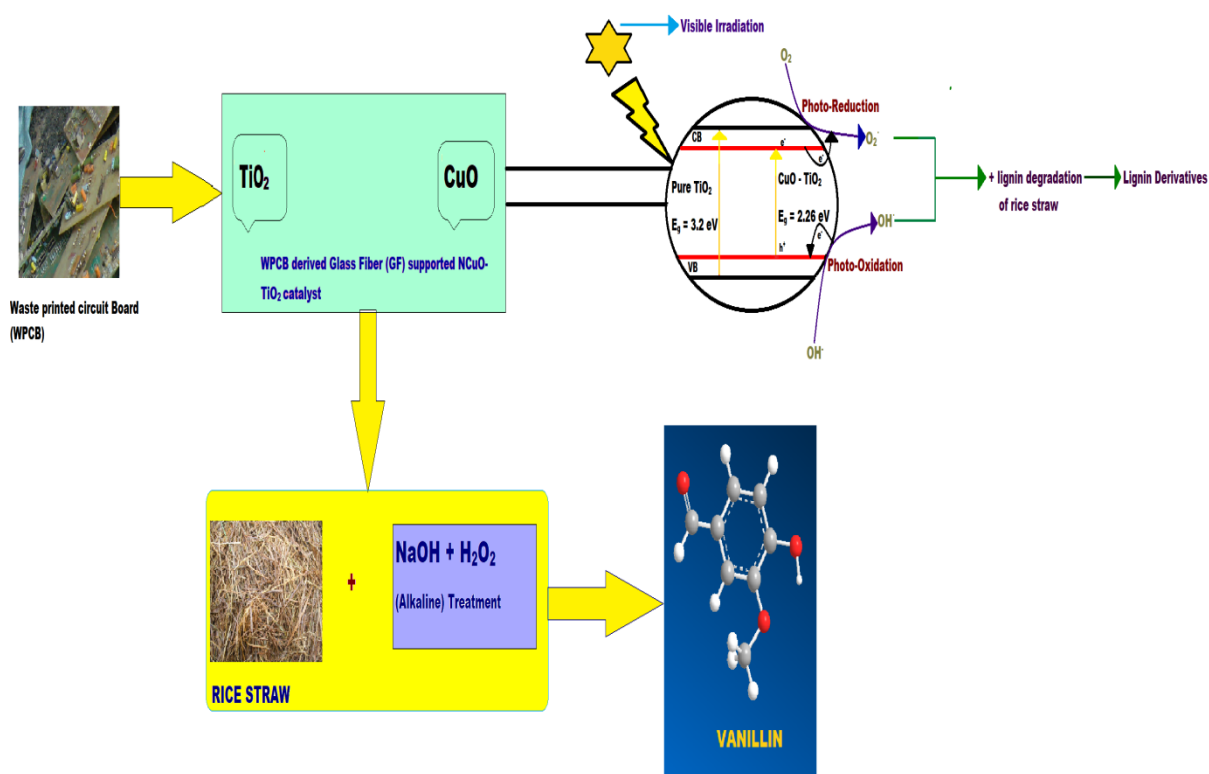 Visible Irradiation
O₂
Photo-Reduction
CB
e⁻
e⁻
O₂⁻
TiO₂
CuO
Pure TiO₂
CuO - TiO₂
+ lignin degradation
of rice straw
Lignin Derivatives
E₉ = 3.2 eV
E₉ = 2.26 eV
OH·
e⁻
h⁺
WPCB derived Glass Fiber (GF) supported NCuO-
TiO₂ catalyst
VB
Photo-Oxidation
Waste printed circuit Board
(WPCB)
OH⁻
NaOH + H₂O₂
(Alkaline) Treatment
+
RICE STRAW
VANILLIN